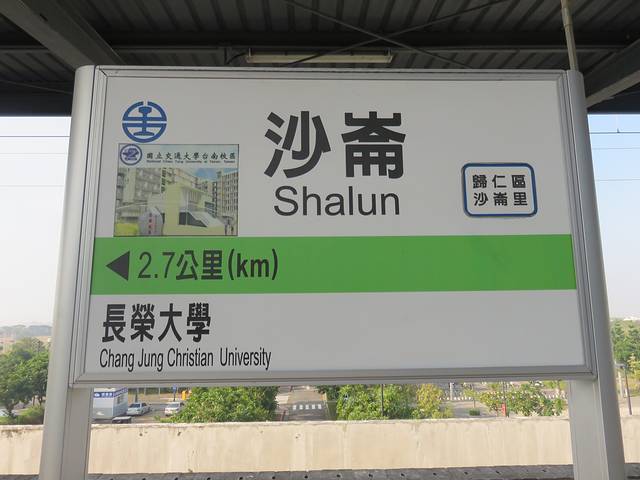 沙崙
Shalun
國立交通大學台南校區
歸仁區
沙崙里
◀ 2.7公里(km)
長榮大學
Chang Jung Christian University